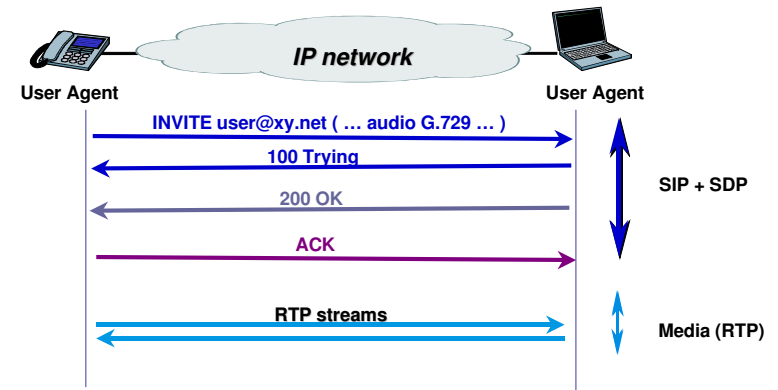 IP network
User Agent
User Agent
INVITE user@xy.net ( … audio G.729 … )
100 Trying
200 OK
SIP + SDP
ACK
RTP streams
Media (RTP)